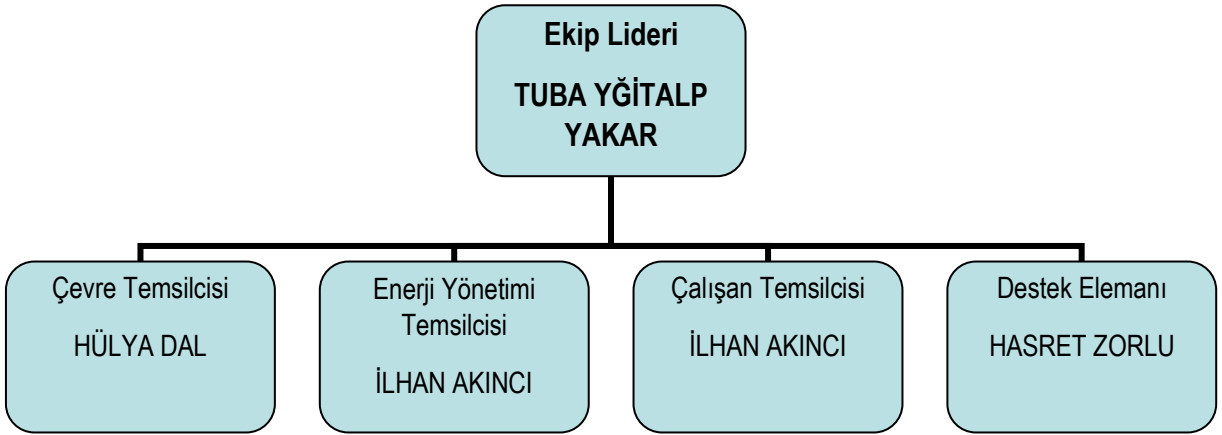 Ekip Lideri
TUBA YĞİTALP
YAKAR
Çevre Temsilcisi
HÜLYA DAL
Enerji Yönetimi
Temsilcisi
İLHAN AKINCI
Çalışan Temsilcisi
İLHAN AKINCI
Destek Elemanı
HASRET ZORLU